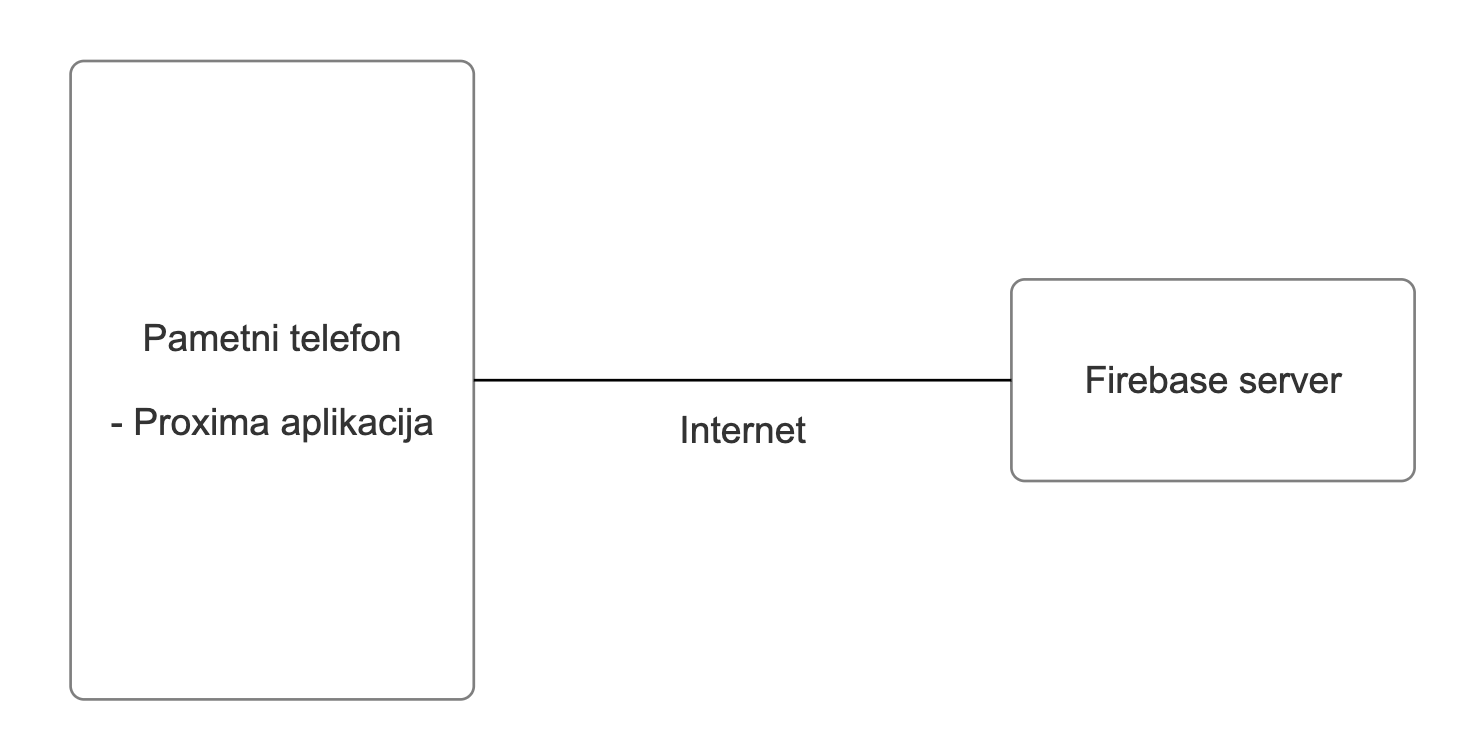 Pametni telefon
- Proxima aplikacija
Internet
Firebase server